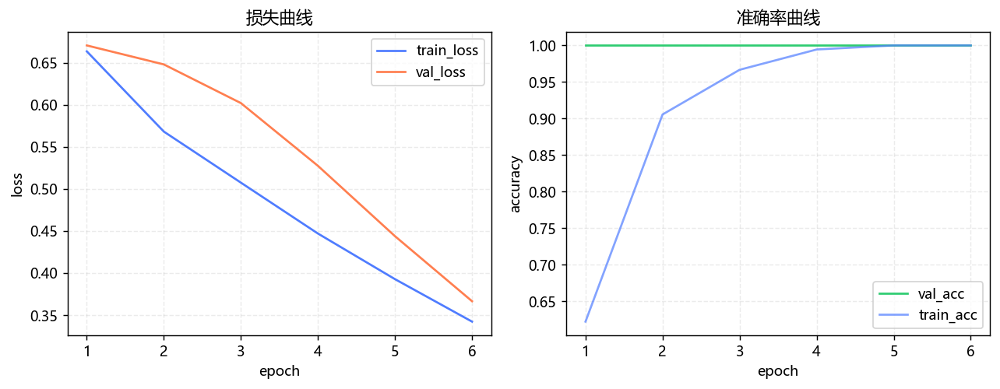 损失曲线
train_loss
val_loss
0.65
0.60
0.55
0.50
0.45
0.40
0.35
loss
1 2 3 4 5 6
epoch
准确率曲线
1.00
0.95
0.90
0.85
0.80
0.75
0.70
0.65
accuracy
val_acc
train_acc
1 2 3 4 5 6
epoch